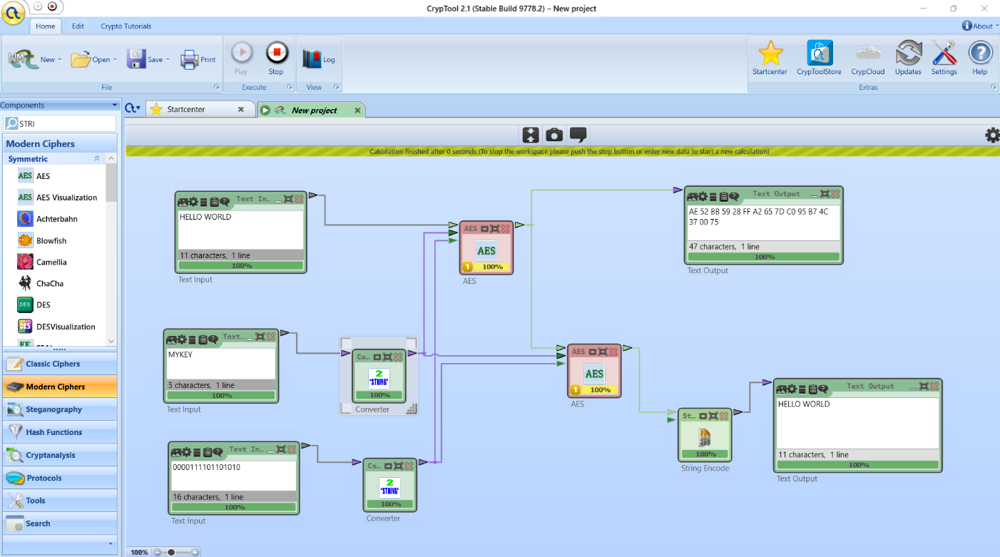 CrypTool 2.1 (Stable Build 9778.2) – New project
Home Edit Crypto Tutorials About
New Open Save Print
Play Stop
Log
Startcenter CrypToolStore CrypCloud Updates Settings Help
File Execute View Extras
Components
STRI
Modern Ciphers
Symmetric
AES AES
AES AES Visualization
Achterbahn
Blowfish
Camellia
ChaCha
DES DES
DES DESVisualization
Classic Ciphers
Modern Ciphers
Steganography
Hash Functions
Cryptanalysis
Protocols
Tools
Search
Startcenter
New project
Calculation finished after 0 seconds (To stop the workspace please push the stop button or enter new data to start a new calculation)
Text In...
HELLO WORLD
11 characters, 1 line
100%
Text Input
AES
AES
1 100%
AES
Text Output
AE 52 BB 59 28 FF A2 65 7D C0 95 B7 4C
37 00 75
47 characters, 1 line
100%
Text Output
Text...
MYKEY
5 characters, 1 line
100%
Text Input
Co...
2
"STRING"
100%
Converter
AES
AES
1 100%
AES
Text In...
0000111101101010
16 characters, 1 line
100%
Text Input
Co...
2
"STRING"
100%
Converter
St...
100%
String Encode
Text Output
HELLO WORLD
11 characters, 1 line
100%
Text Output
100%